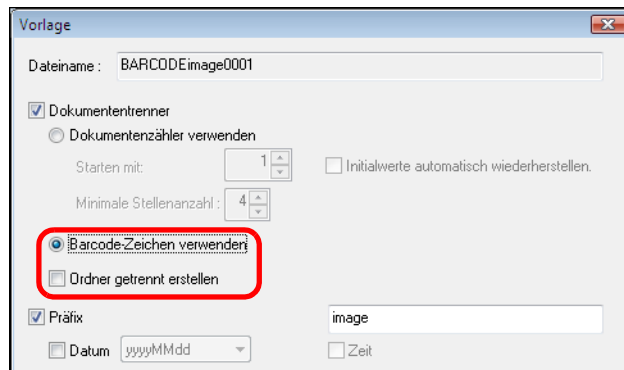 Vorlage
Dateiname : BARCODEimage0001
Dokumententrenner
Dokumentenzähler verwenden
Starten mit: 1 Initialwerte automatisch wiederherstellen.
Minimale Stellenanzahl : 4
Barcode-Zeichen verwenden
Ordner getrennt erstellen
Präfix image
Datum yyyyMMdd Zeit